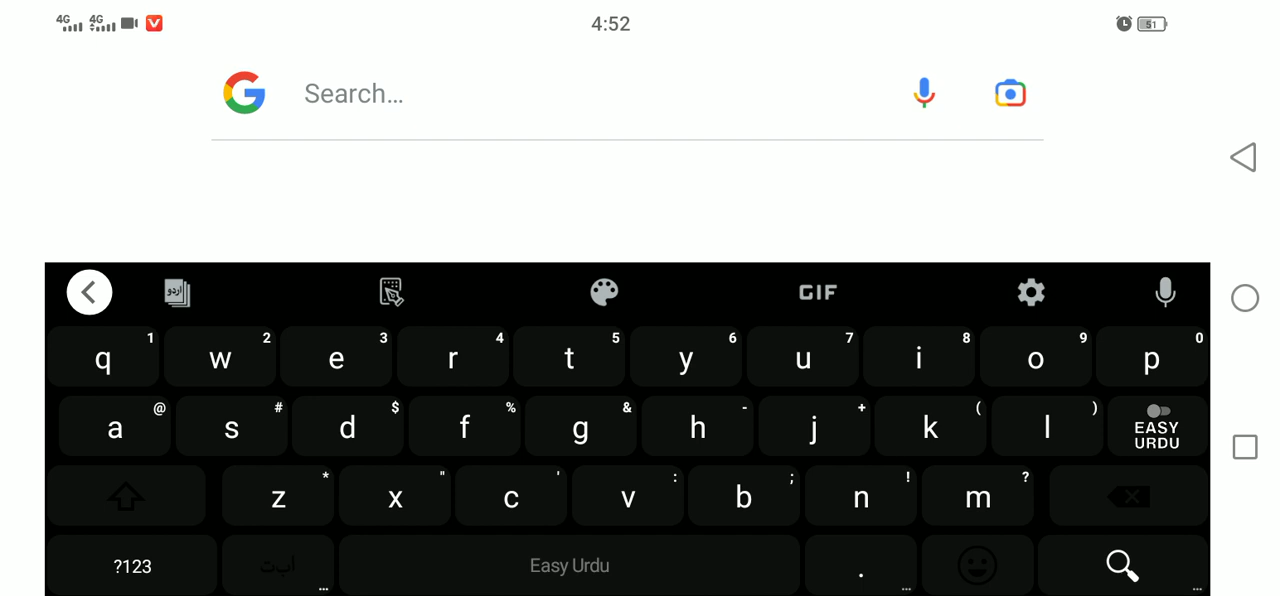 4G 4G 4:52 51
Search...
اردو GIF
q 1 w 2 e 3 r 4 t 5 y 6 u 7 i 8 o 9 p 0
a @ s # d $ f % g & h - j + k ( l ) EASY URDU
z * x " c ' v : b ; n ! m ?
?123 ا ب ت ... Easy Urdu . ... ...